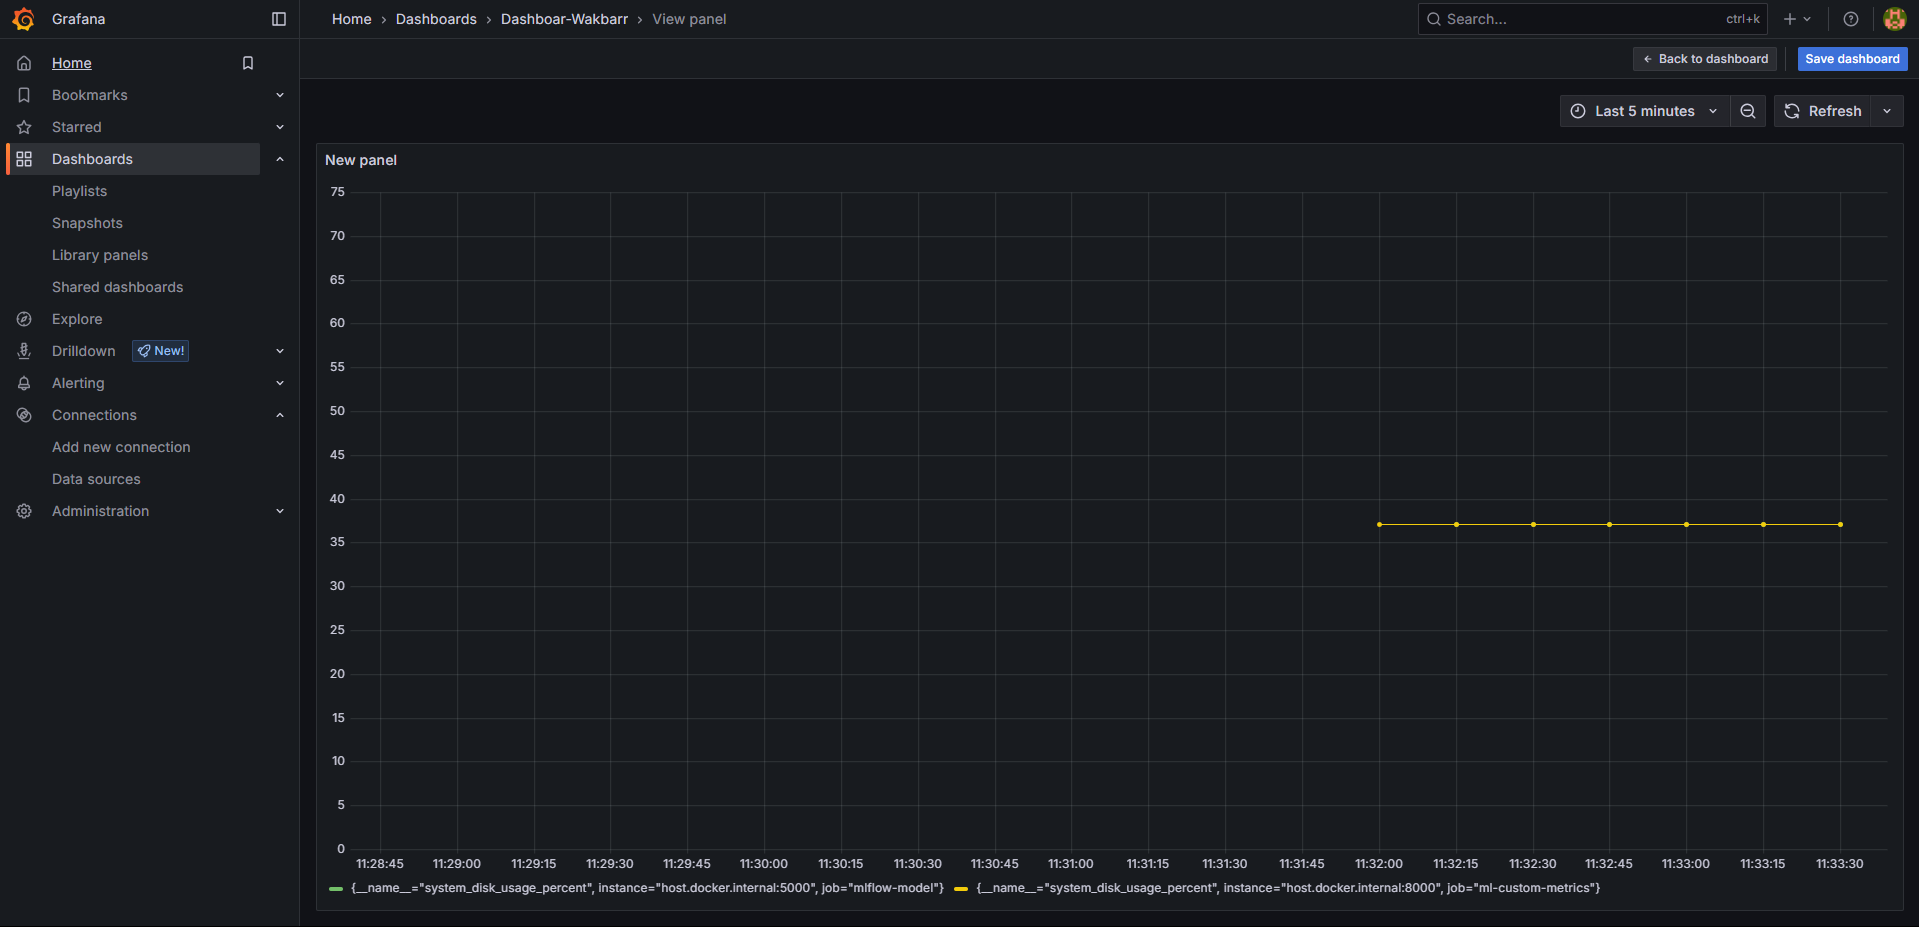 Grafana
Home › Dashboards › Dashboar-Wakbarr › View panel
Search... ctrl+k
Back to dashboard
Save dashboard
Home
Bookmarks
Starred
Dashboards
Playlists
Snapshots
Library panels
Shared dashboards
Explore
Drilldown New!
Alerting
Connections
Add new connection
Data sources
Administration
Last 5 minutes
Refresh
New panel
75
70
65
60
55
50
45
40
35
30
25
20
15
10
5
0
11:28:45 11:29:00 11:29:15 11:29:30 11:29:45 11:30:00 11:30:15 11:30:30 11:30:45 11:31:00 11:31:15 11:31:30 11:31:45 11:32:00 11:32:15 11:32:30 11:32:45 11:33:00 11:33:15 11:33:30
{__name__="system_disk_usage_percent", instance="host.docker.internal:5000", job="mlflow-model"} {__name__="system_disk_usage_percent", instance="host.docker.internal:8000", job="ml-custom-metrics"}